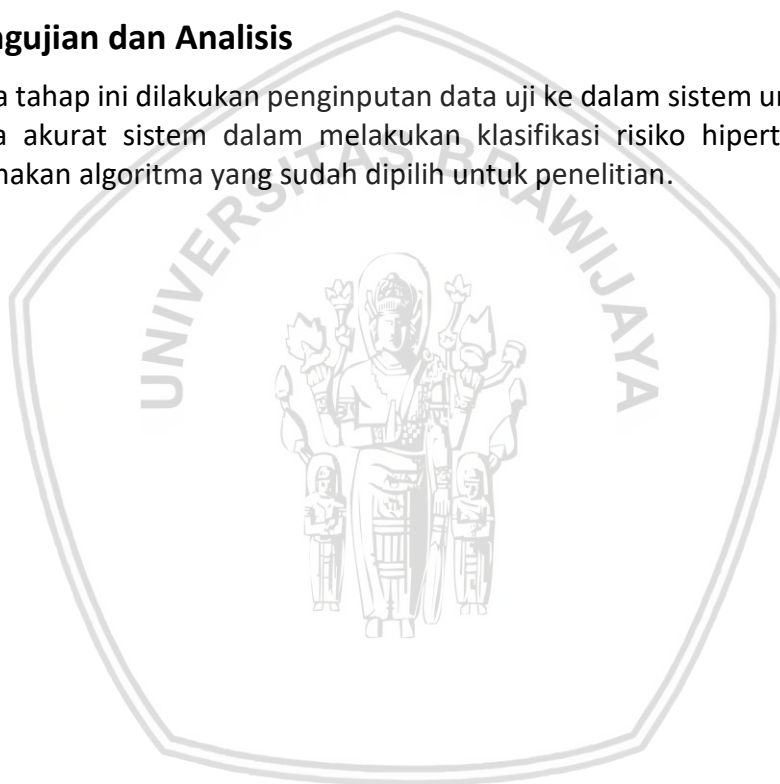 ngujian dan Analisis
a tahap ini dilakukan penginputan data uji ke dalam sistem ur
a akurat sistem dalam melakukan klasifikasi risiko hipert
nakan algoritma yang sudah dipilih untuk penelitian.
UNIVERSITAS BRAWIJAYA